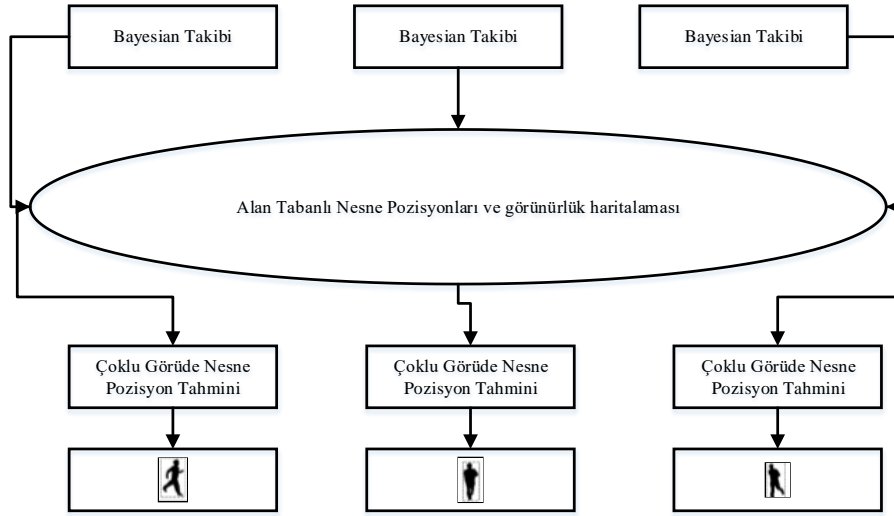 Bayesian Takibi
Bayesian Takibi
Bayesian Takibi
Alan Tabanlı Nesne Pozisyonları ve görünürlük haritalaması
Çoklu Görüde Nesne
Pozisyon Tahmini
Çoklu Görüde Nesne
Pozisyon Tahmini
Çoklu Görüde Nesne
Pozisyon Tahmini